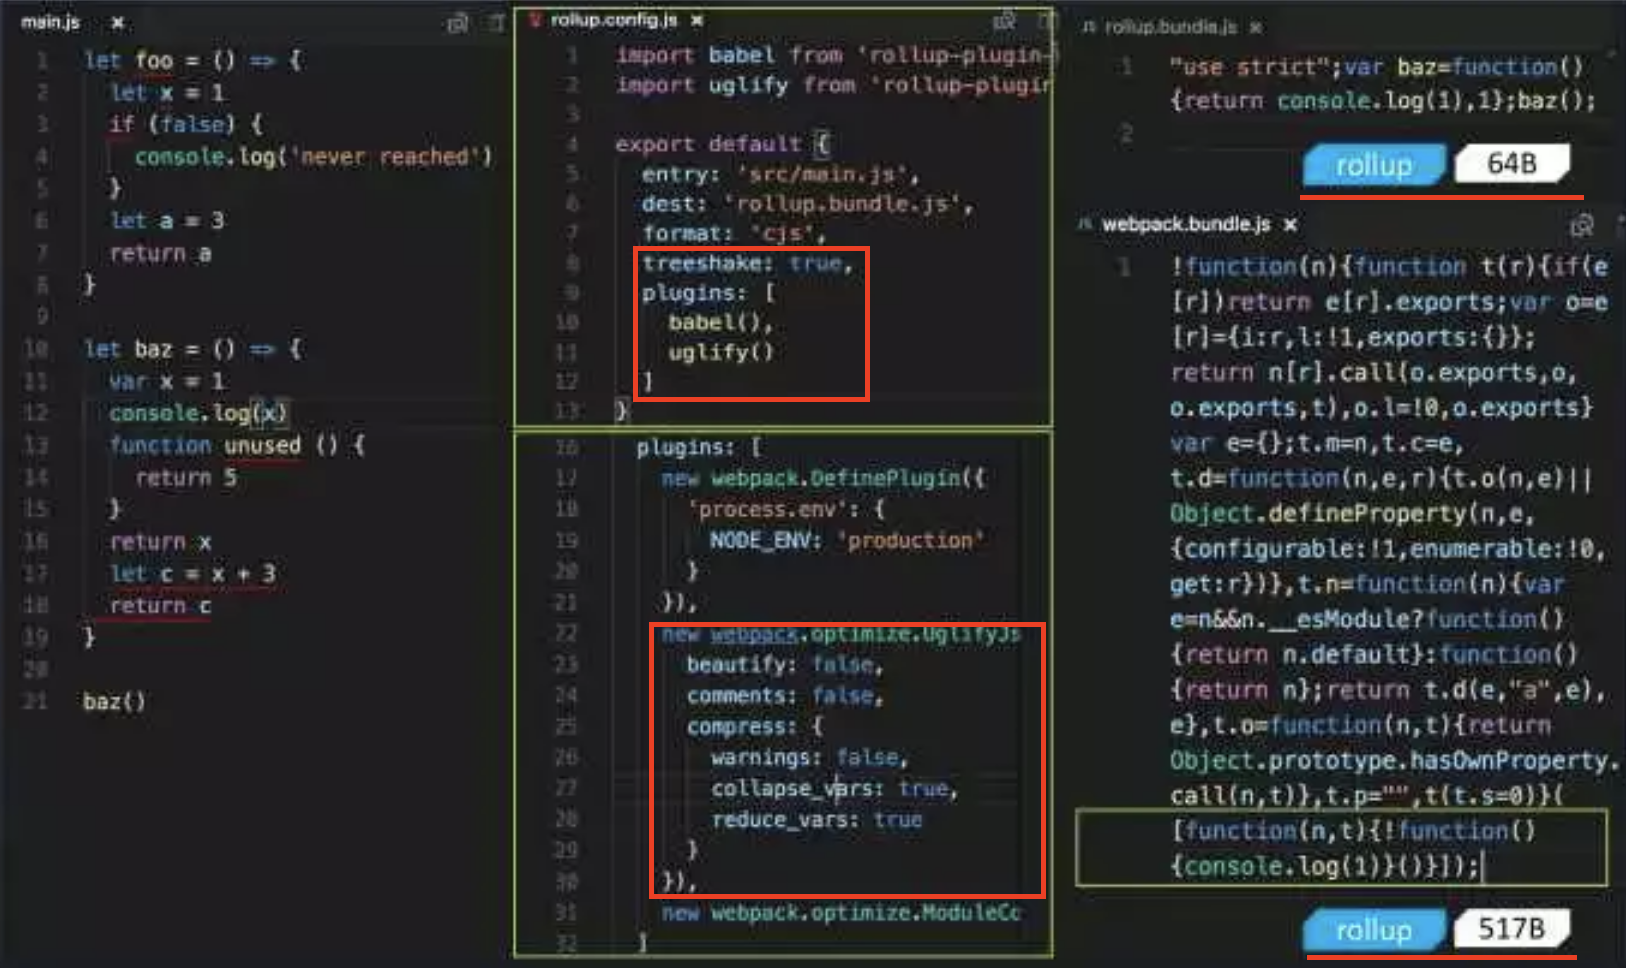 main.js ×
1 let foo = () => {
2 let x = 1
3 if (false) {
4 console.log('never reached')
5 }
6 let a = 3
7 return a
8 }
9
10 let baz = () => {
11 var x = 1
12 console.log(x)
13 function unused () {
14 return 5
15 }
16 return x
17 let c = x + 3
18 return c
19 }
20
21 baz()
rollup.config.js ×
1 import babel from 'rollup-plugin-
2 import uglify from 'rollup-plugin
3
4 export default {
5 entry: 'src/main.js',
6 dest: 'rollup.bundle.js',
7 format: 'cjs',
8 treeshake: true,
9 plugins: [
10 babel(),
11 uglify()
12 ]
13 }
16 plugins: [
17 new webpack.DefinePlugin({
18 'process.env': {
19 NODE_ENV: 'production'
20 }
21 }),
22 new webpack.optimize.UglifyJs
23 beautify: false,
24 comments: false,
25 compress: {
26 warnings: false,
27 collapse_vars: true,
28 reduce_vars: true
29 }
30 }),
31 new webpack.optimize.ModuleCo
32 ]
JS rollup.bundle.js ×
1 "use strict";var baz=function()
{return console.log(1),1};baz();
2
rollup 64B
JS webpack.bundle.js ×
1 !function(n){function t(r){if(e
[r])return e[r].exports;var o=e
[r]={i:r,l:!1,exports:{}};
return n[r].call(o.exports,o,
o.exports,t),o.l=!0,o.exports}
var e={};t.m=n,t.c=e,
t.d=function(n,e,r){t.o(n,e)||
Object.defineProperty(n,e,
{configurable:!1,enumerable:!0,
get:r})},t.n=function(n){var
e=n&&n.__esModule?function()
{return n.default}:function()
{return n};return t.d(e,"a",e),
e},t.o=function(n,t){return
Object.prototype.hasOwnProperty.
call(n,t)},t.p="",t(t.s=0)}(
[function(n,t){!function()
{console.log(1)}()}]);
rollup 517B